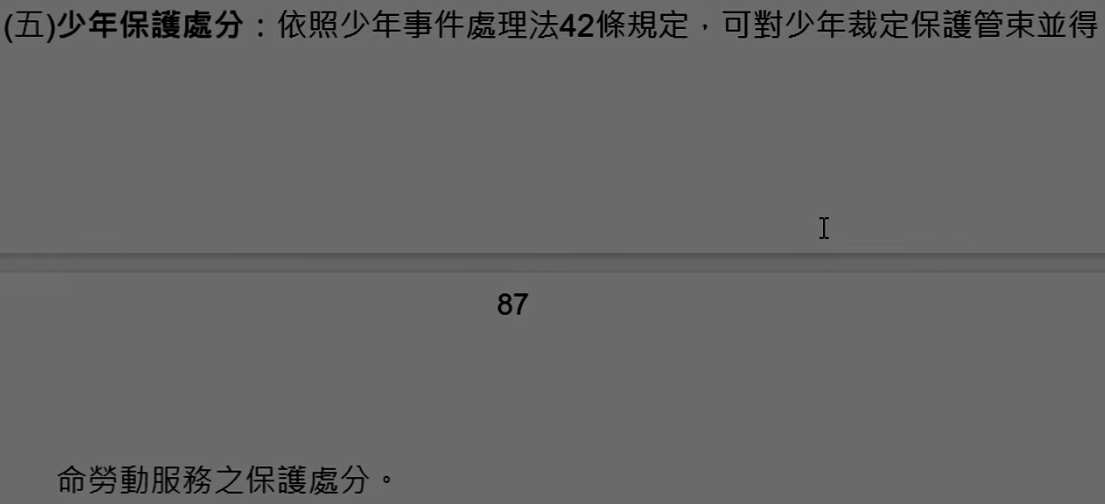 (五)少年保護處分：依照少年事件處理法42條規定，可對少年裁定保護管束並得
87
命勞動服務之保護處分。